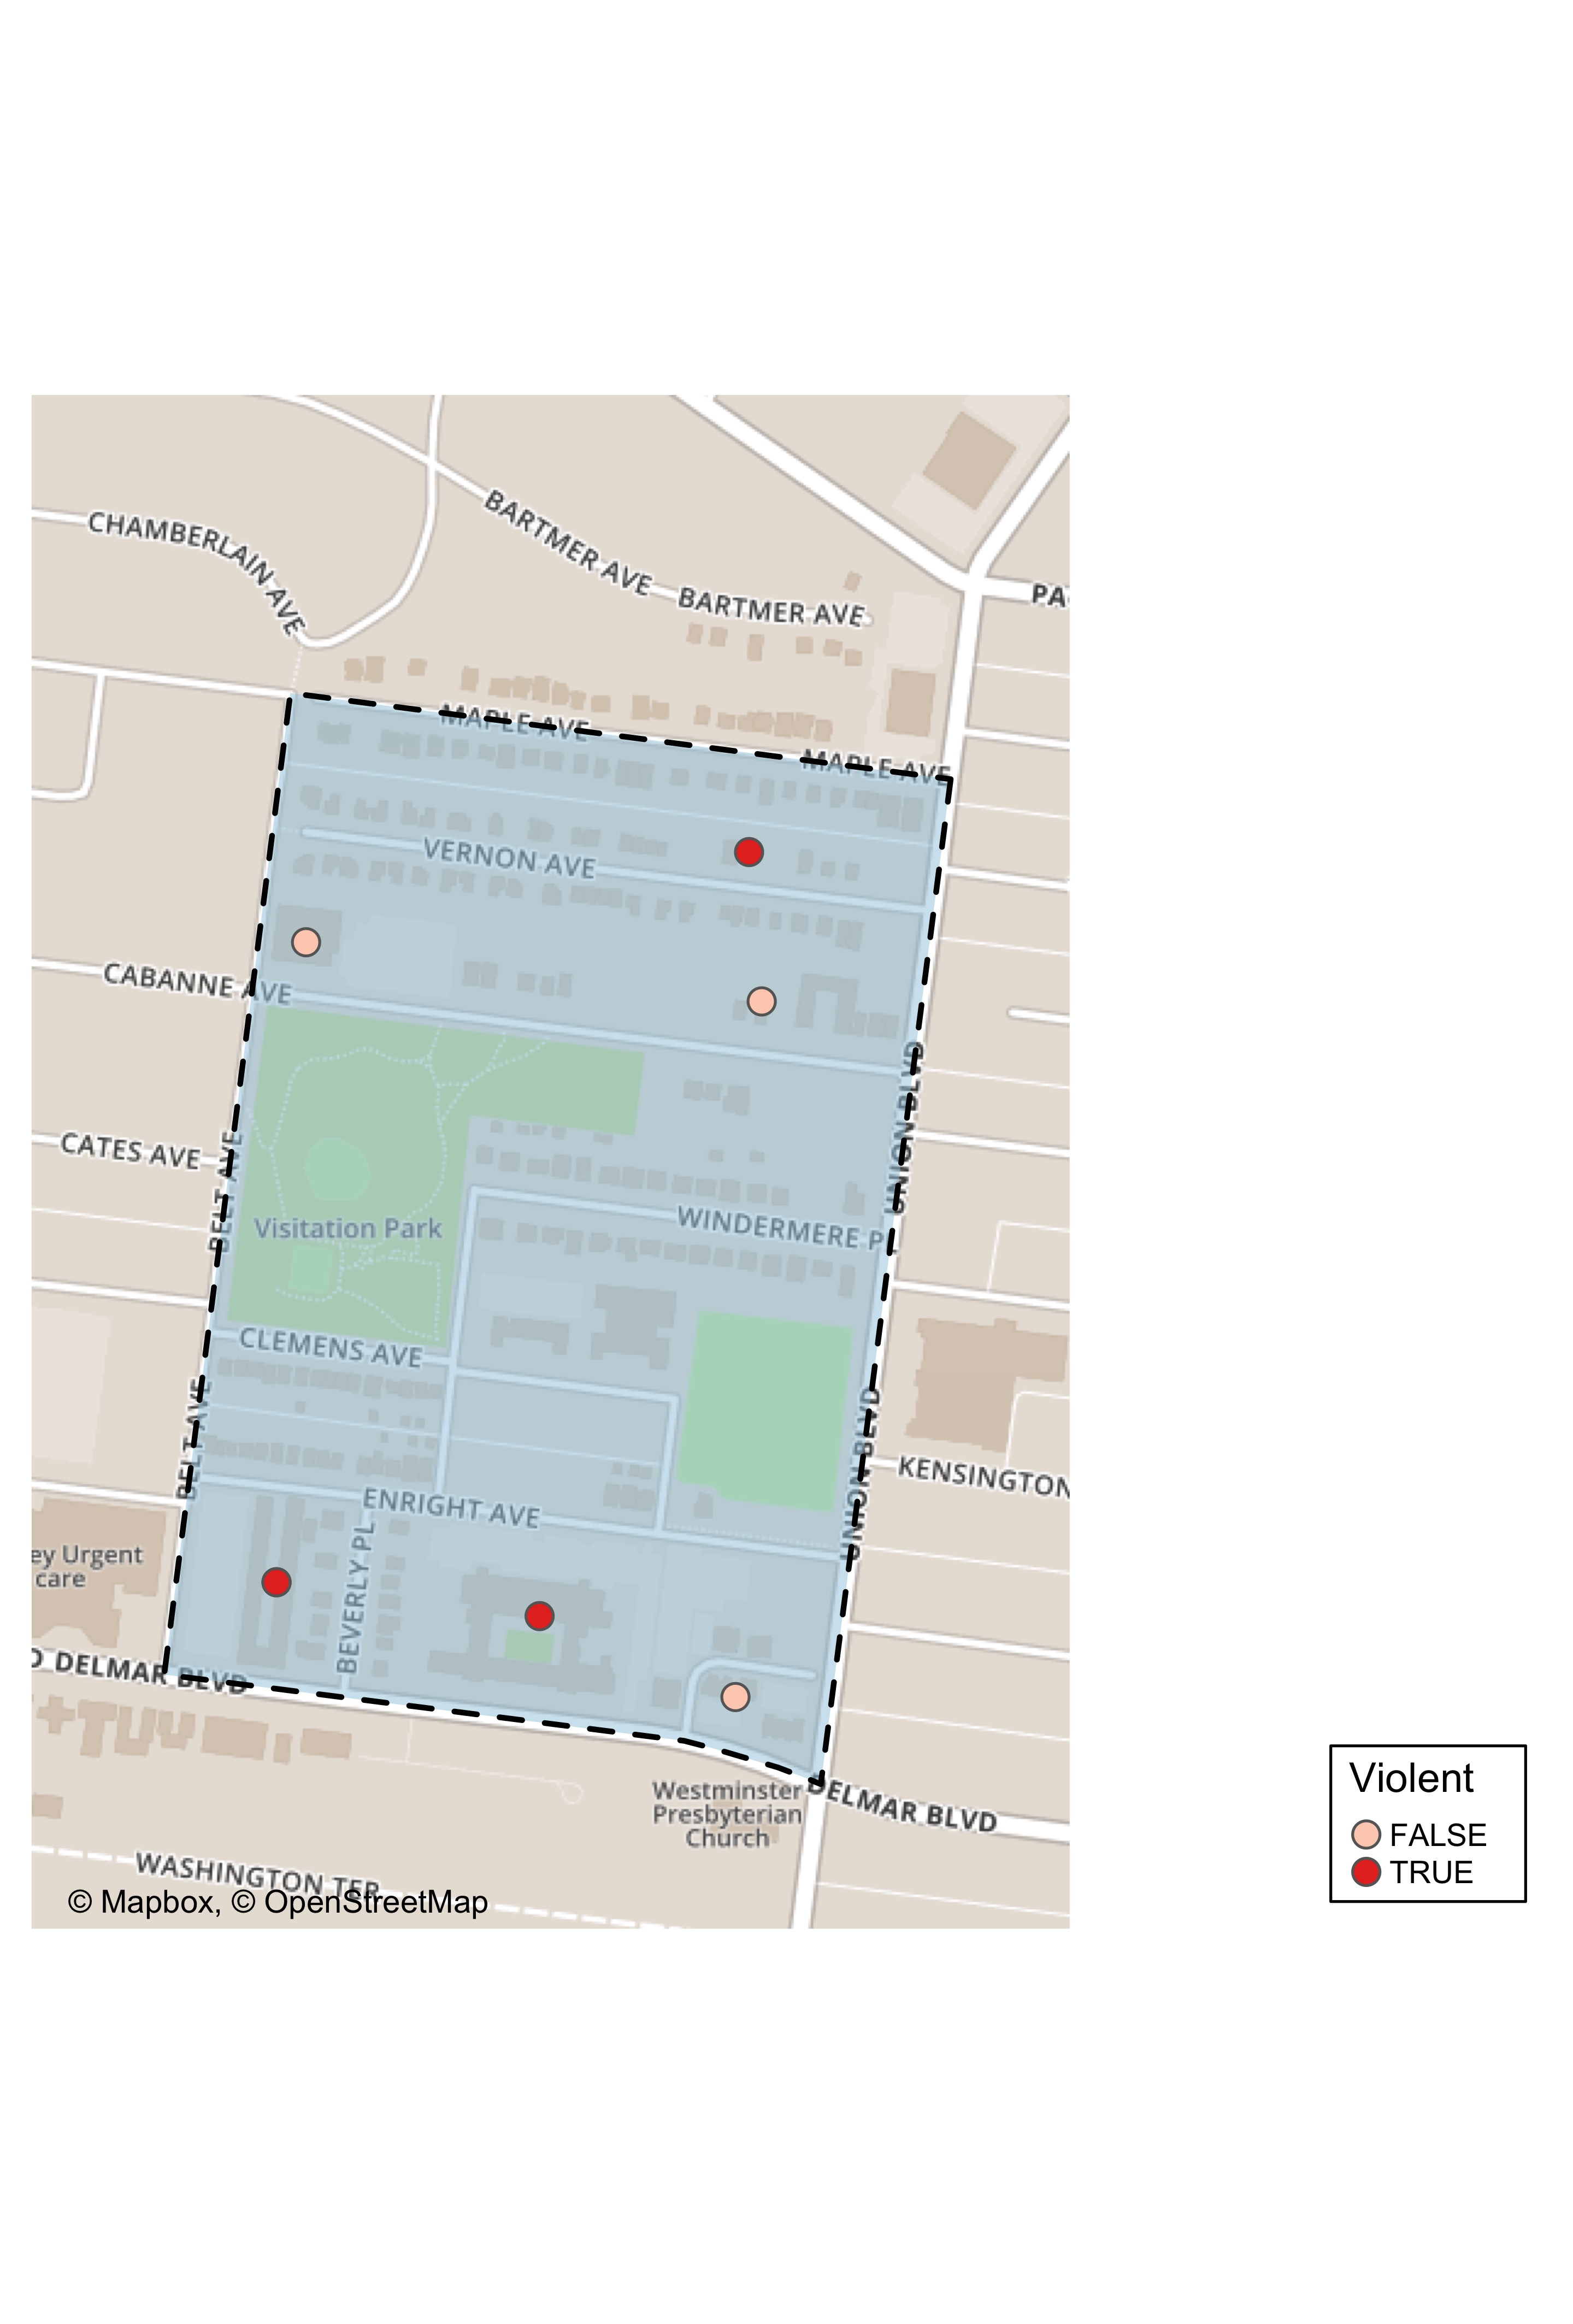 CHAMBERLAIN AVE
BARTMER AVE
BARTMER AVE
PA
MAPLE AVE
MAPLE AVE
VERNON AVE
CABANNE AVE
UNION BLVD
CATES AVE
BELT AVE
Visitation Park
WINDERMERE P
CLEMENS AVE
BELT AVE
UNION BLVD
KENSINGTON
ENRIGHT AVE
ey Urgent
care
BEVERLY PL
O DELMAR BLVD
Westminster
Presbyterian
Church
DELMAR BLVD
WASHINGTON TER
© Mapbox, © OpenStreetMap
Violent
FALSE
TRUE